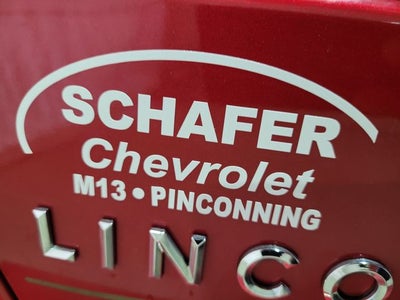 SCHAFER
Chevrolet
M13 • PINCONNING
LINCO